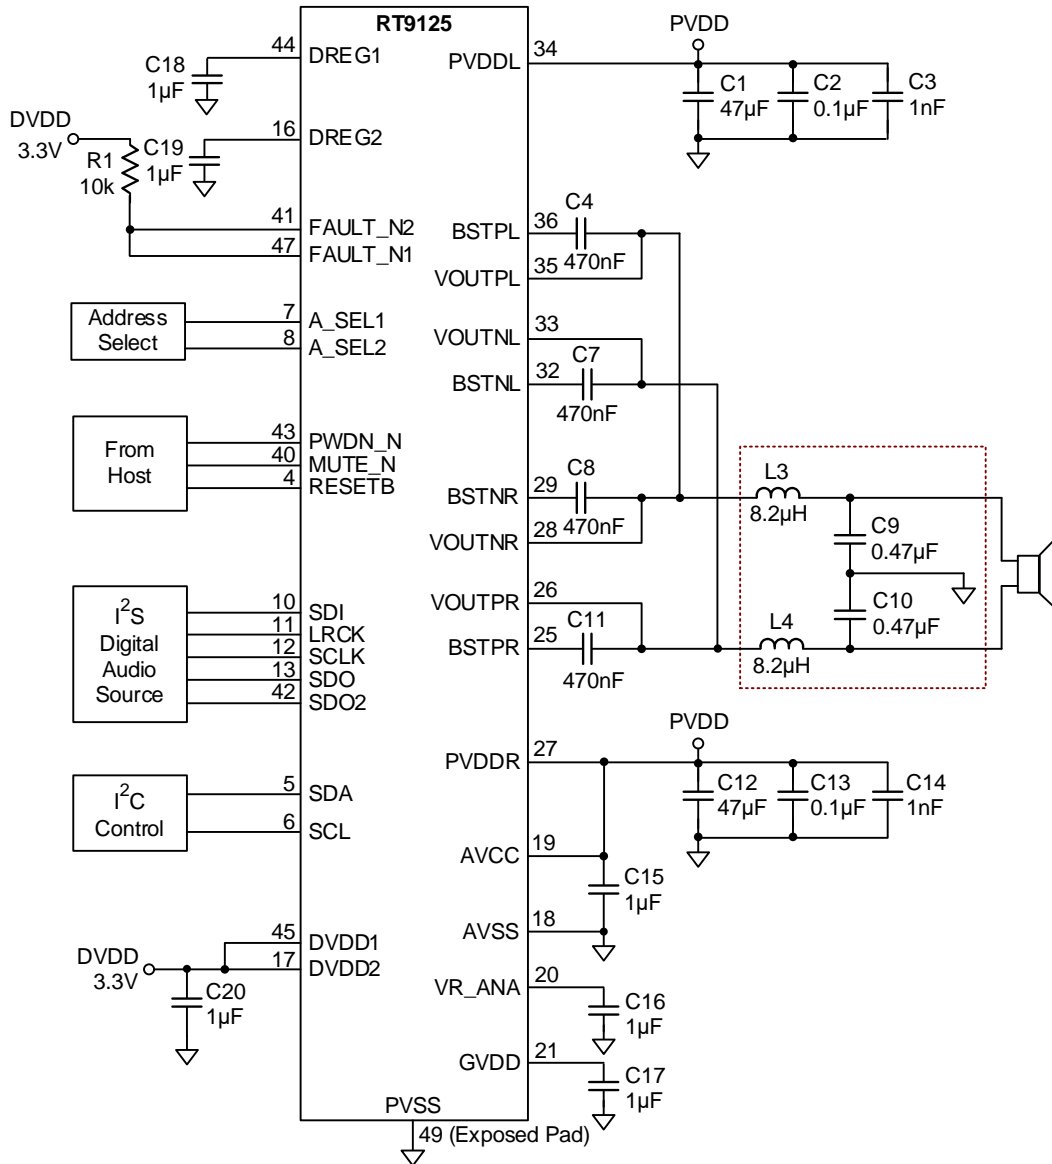 RT9125
44
DREG1
C18
1µF
16
DREG2
C19
1µF
DVDD
3.3V
R1
10k
41
FAULT_N2
47
FAULT_N1
Address
Select
7
A_SEL1
8
A_SEL2
From
Host
43
PWDN_N
40
MUTE_N
4
RESETB
I2S
Digital
Audio
Source
10
SDI
11
LRCK
12
SCLK
13
SDO
42
SDO2
I2C
Control
5
SDA
6
SCL
DVDD
3.3V
45
DVDD1
17
DVDD2
C20
1µF
PVSS
49 (Exposed Pad)
PVDD
PVDDL
34
C1
47µF
C2
0.1µF
C3
1nF
BSTPL
36
C4
470nF
VOUTPL
35
VOUTNL
33
BSTNL
32
C7
470nF
BSTNR
29
C8
470nF
VOUTNR
28
VOUTPR
26
BSTPR
25
C11
470nF
L3
8.2µH
C9
0.47µF
C10
0.47µF
L4
8.2µH
PVDD
PVDDR
27
C12
47µF
C13
0.1µF
C14
1nF
AVCC
19
C15
1µF
AVSS
18
VR_ANA
20
C16
1µF
GVDD
21
C17
1µF